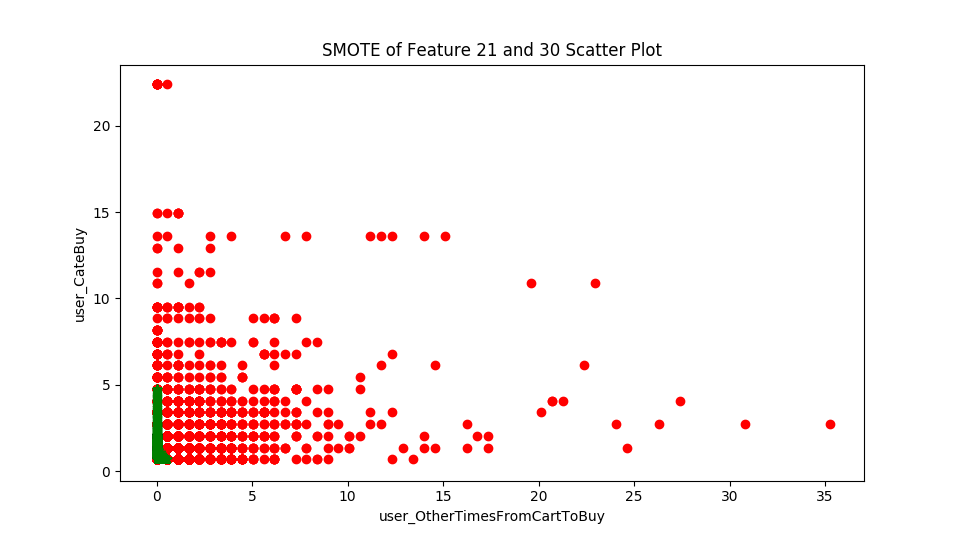 SMOTE of Feature 21 and 30 Scatter Plot
20
15
10
5
0
user_CateBuy
0 5 10 15 20 25 30 35
user_OtherTimesFromCartToBuy